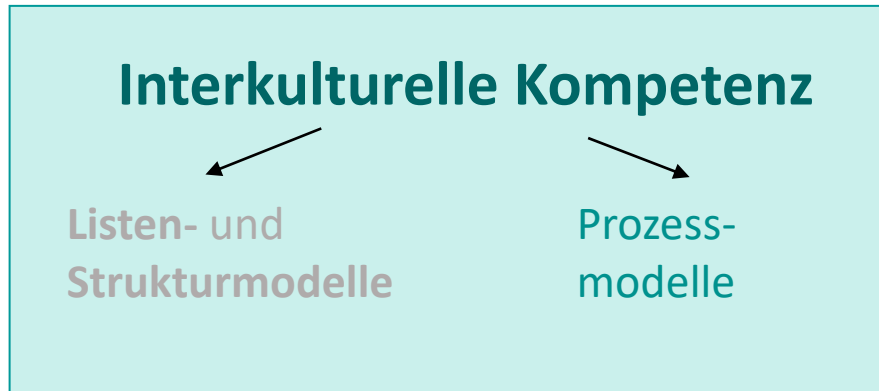 Interkulturelle Kompetenz
Listen- und
Strukturmodelle
Prozess-
modelle